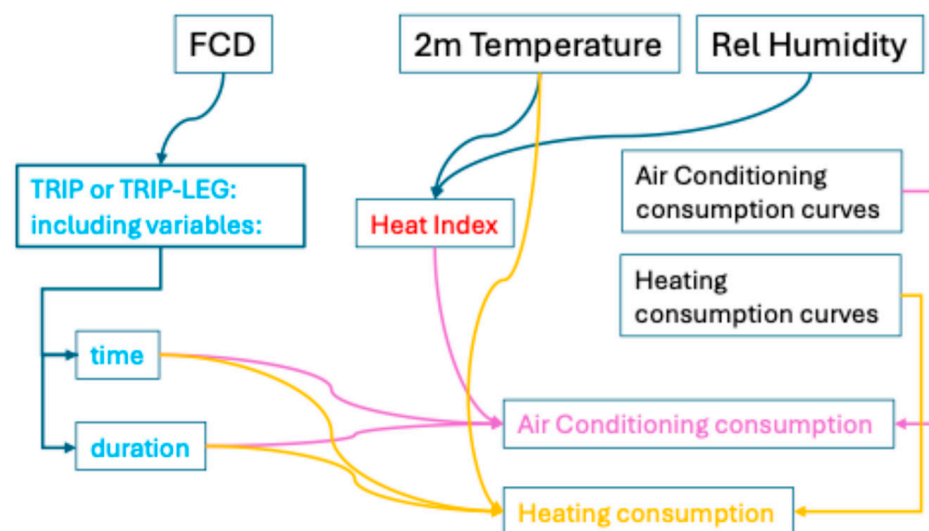 FCD
2m Temperature
Rel Humidity
TRIP or TRIP-LEG:
including variables:
Air Conditioning
consumption curves
Heat Index
Heating
consumption curves
time
Air Conditioning consumption
duration
Heating consumption